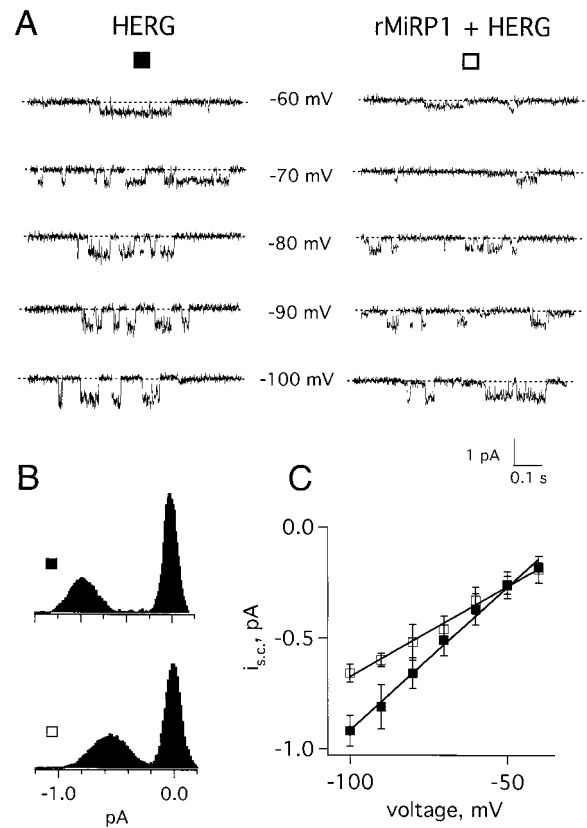 A
HERG
rMiRP1 + HERG
-60 mV
-70 mV
-80 mV
-90 mV
-100 mV
1 pA
0.1 s
B
-1.0
0.0
pA
C
0.0
-0.5
-1.0
i s.c., pA
-100
-50
voltage, mV